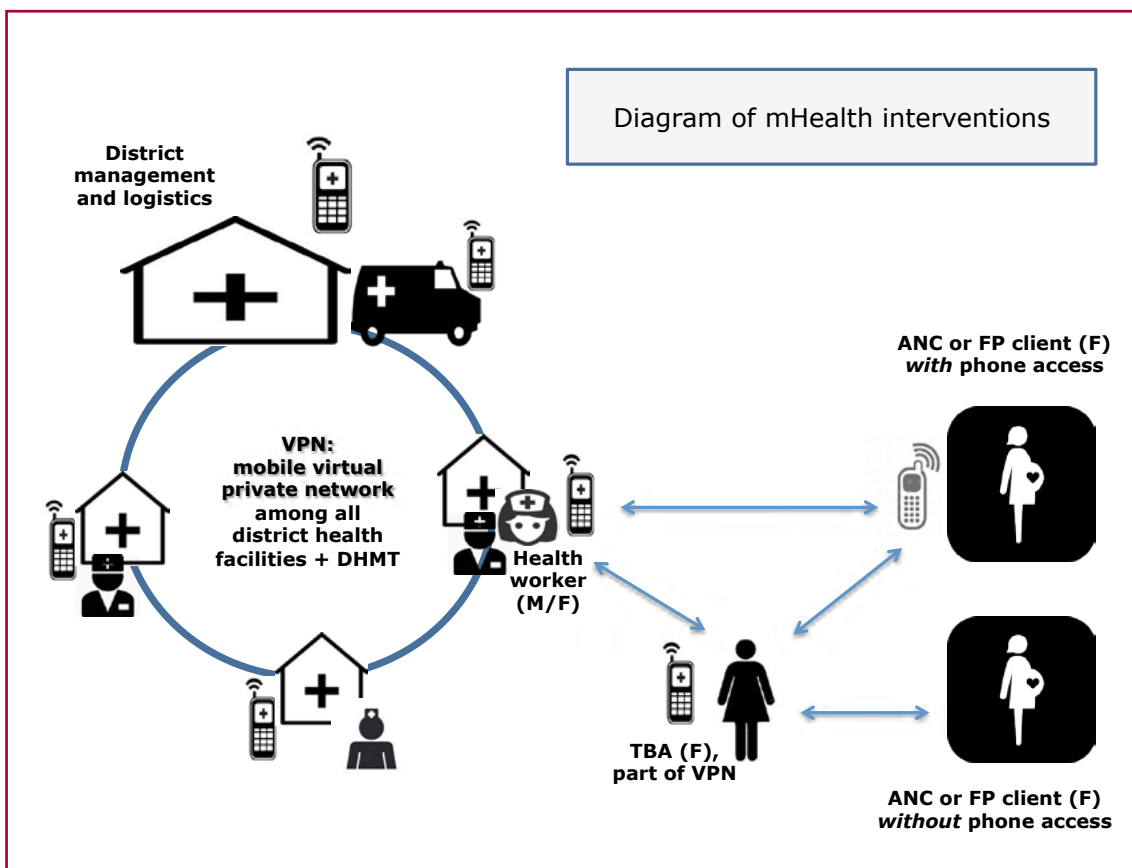 Diagram of mHealth interventions
District
management
and logistics
VPN:
mobile virtual
private network
among all
district health
facilities + DHMT
Health
worker
(M/F)
ANC or FP client (F)
with phone access
TBA (F),
part of VPN
ANC or FP client (F)
without phone access